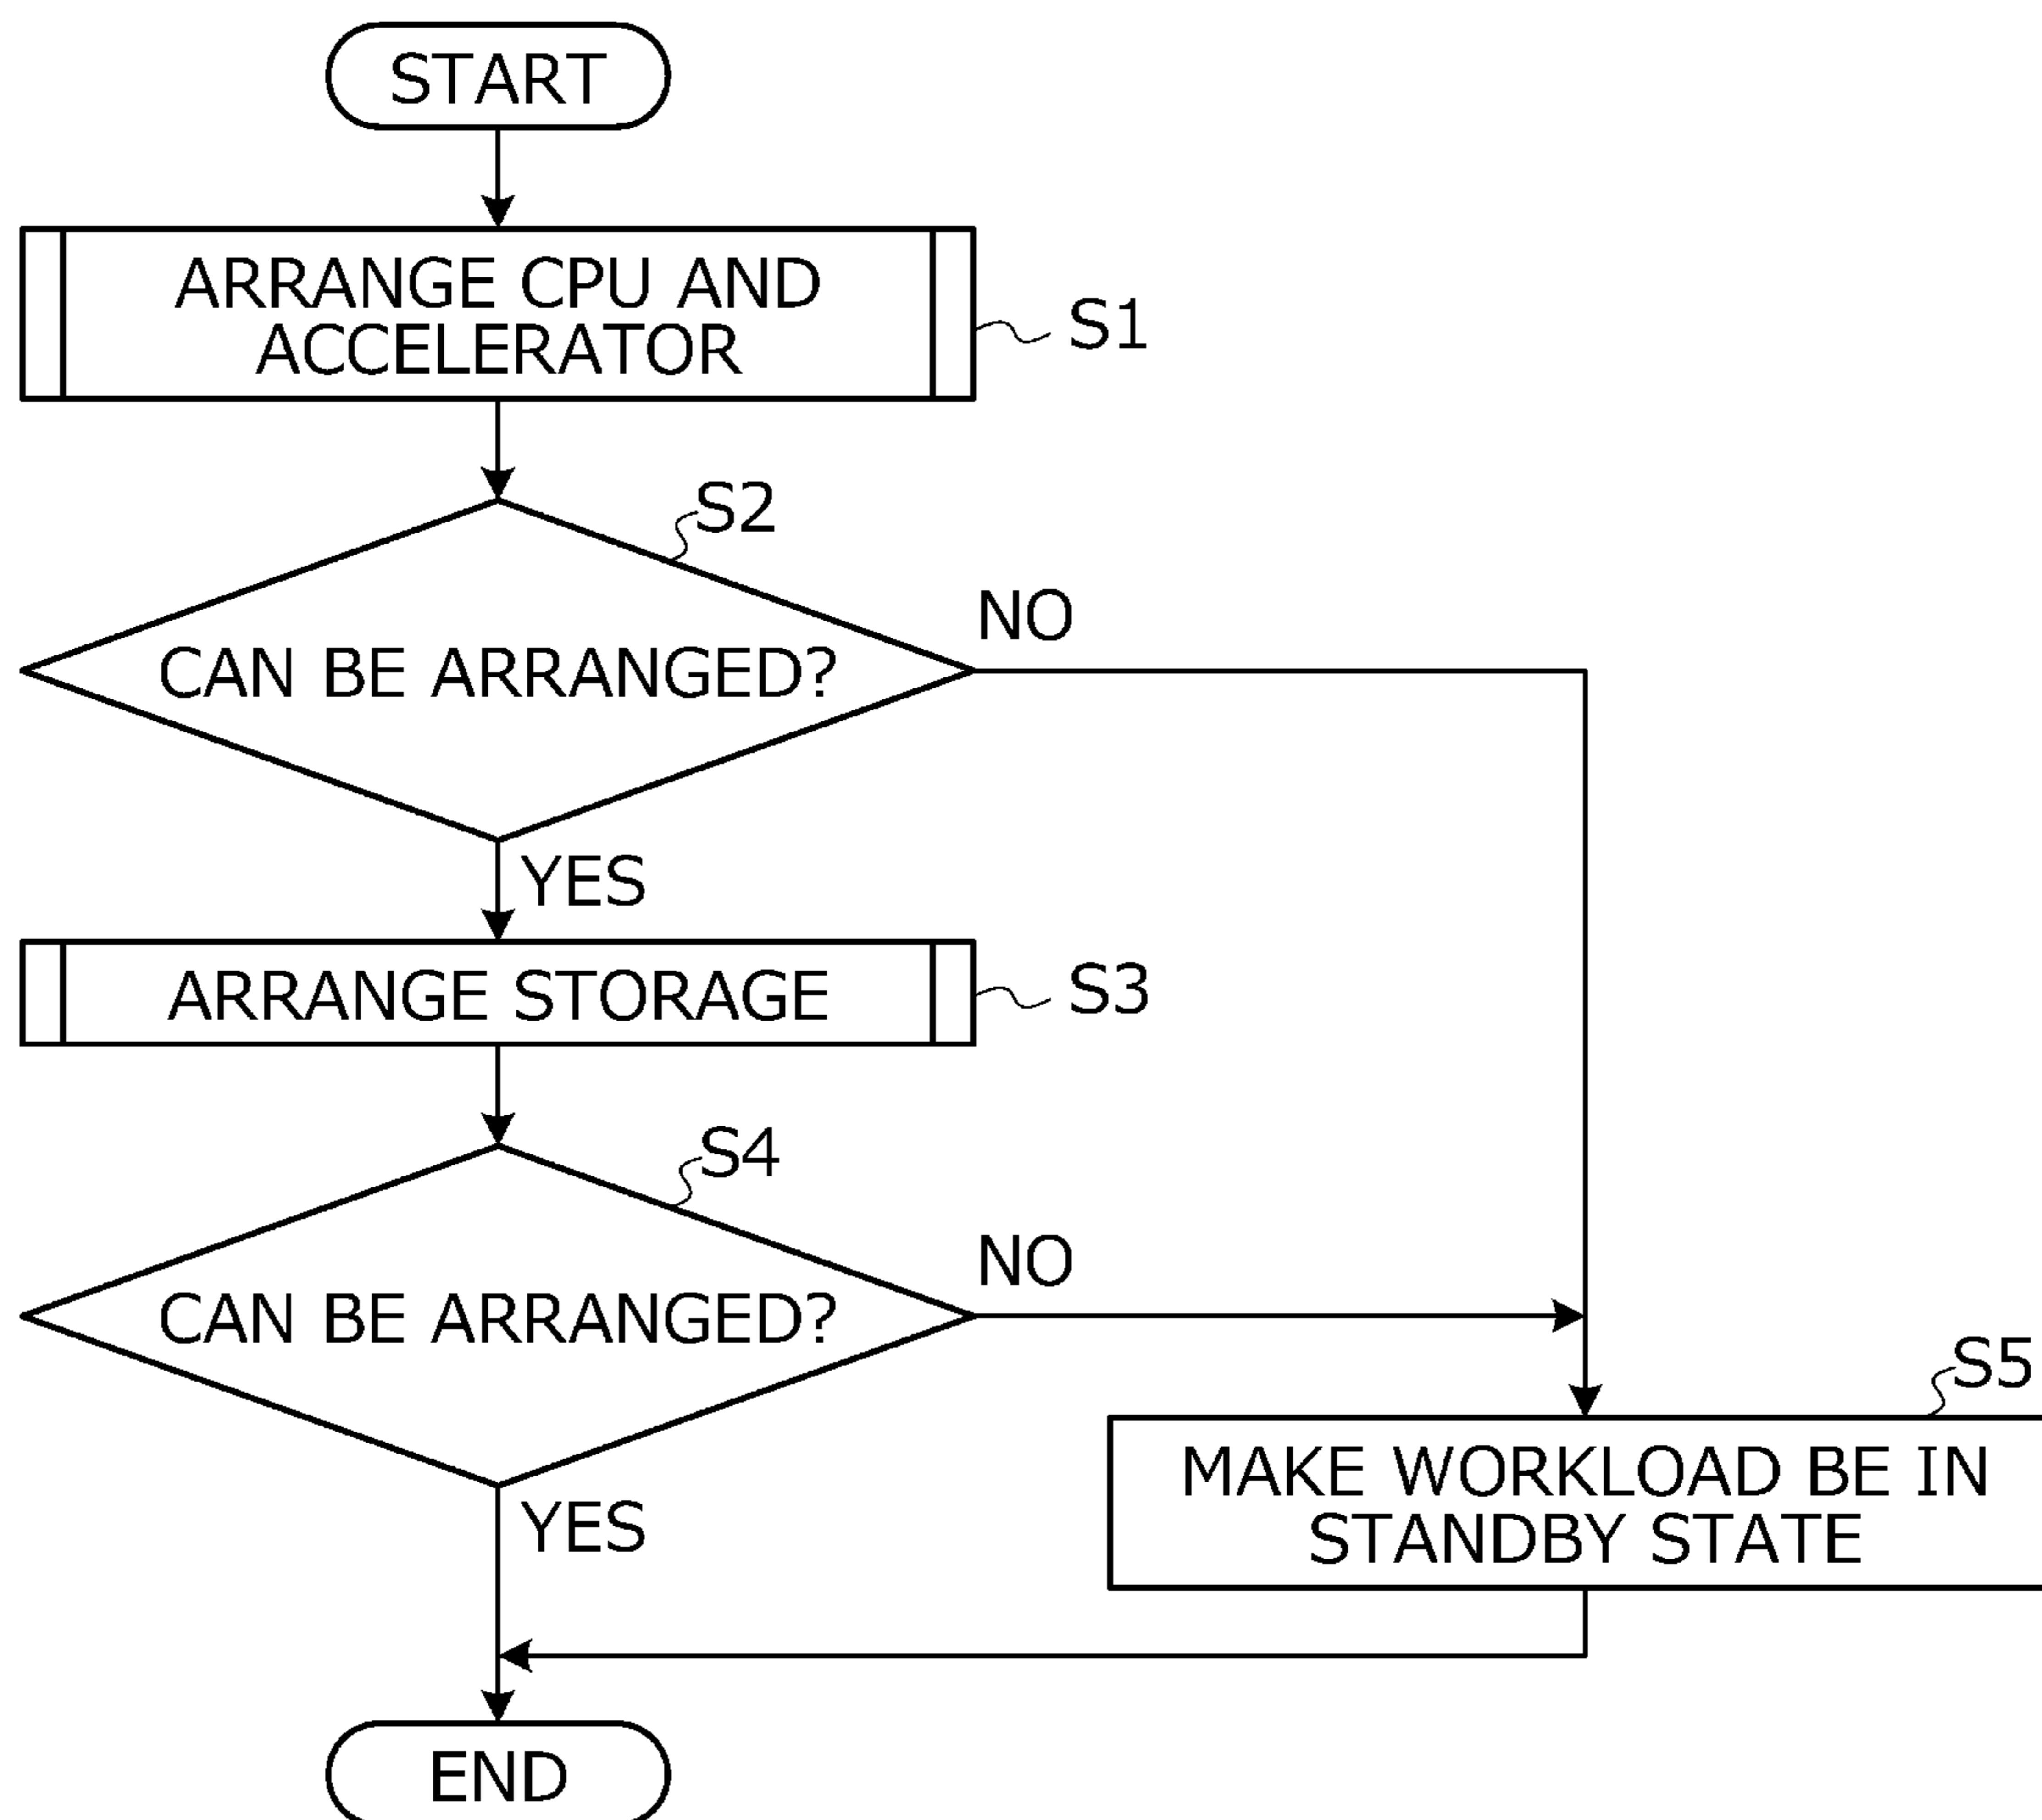 START
ARRANGE CPU AND
ACCELERATOR
S1
S2
CAN BE ARRANGED?
NO
YES
ARRANGE STORAGE
S3
S4
CAN BE ARRANGED?
NO
YES
S5
MAKE WORKLOAD BE IN
STANDBY STATE
END